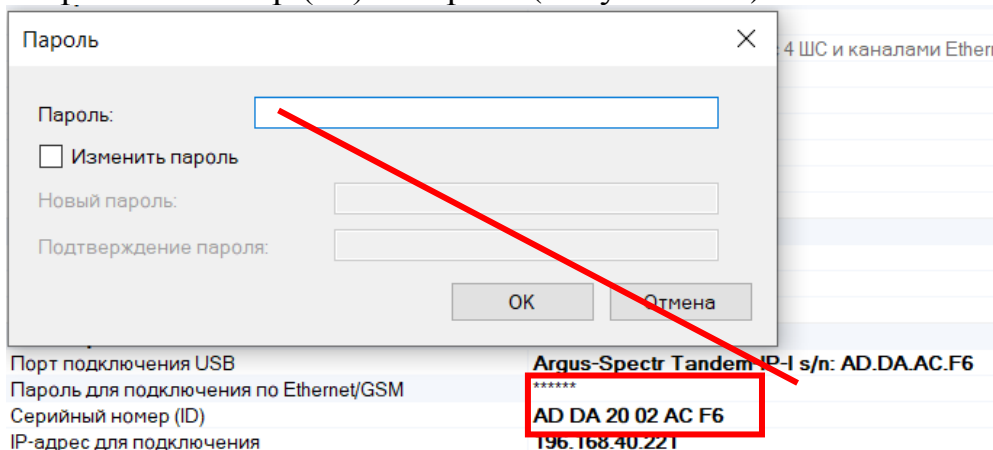 Пароль
4 ШС и каналами Ether
Пароль:
Изменить пароль
Новый пароль:
Подтверждение пароля:
OK Отмена
Порт подключения USB Argus-Spectr Tandem IP-I s/n: AD.DA.AC.F6
Пароль для подключения по Ethernet/GSM ******
Серийный номер (ID) AD DA 20 02 AC F6
IP-адрес для подключения 196.168.40.221